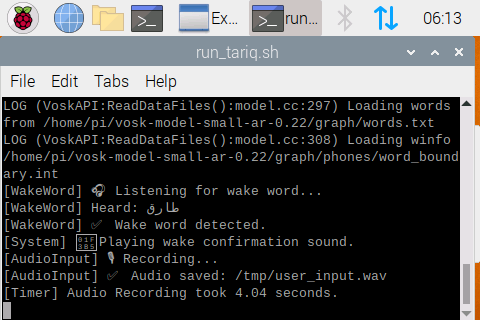 Ex... run... 06:13
run_tariq.sh
File Edit Tabs Help
LOG (VoskAPI:ReadDataFiles():model.cc:297) Loading words
from /home/pi/vosk-model-small-ar-0.22/graph/words.txt
LOG (VoskAPI:ReadDataFiles():model.cc:308) Loading winfo
/home/pi/vosk-model-small-ar-0.22/graph/phones/word_bound
ary.int
[WakeWord] 🎧 Listening for wake word...
[WakeWord] Heard: طارق
[WakeWord] ✅ Wake word detected.
[System] 🎵Playing wake confirmation sound.
[AudioInput] 🎙 Recording...
[AudioInput] ✅ Audio saved: /tmp/user_input.wav
[Timer] Audio Recording took 4.04 seconds.